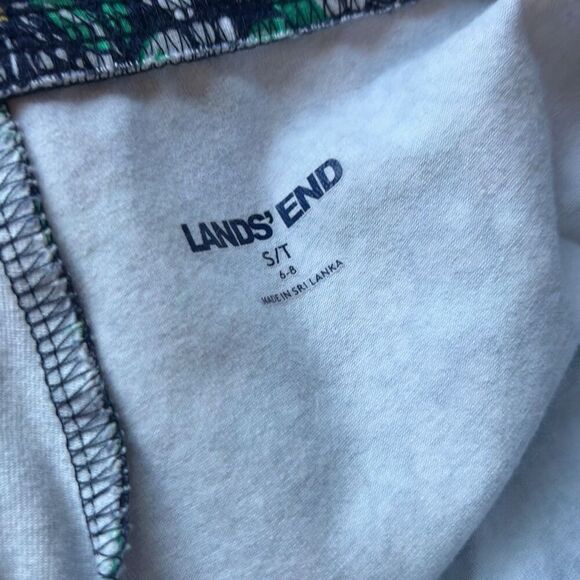 LANDS' END
S/T
6-8
MADE IN SRI LANKA